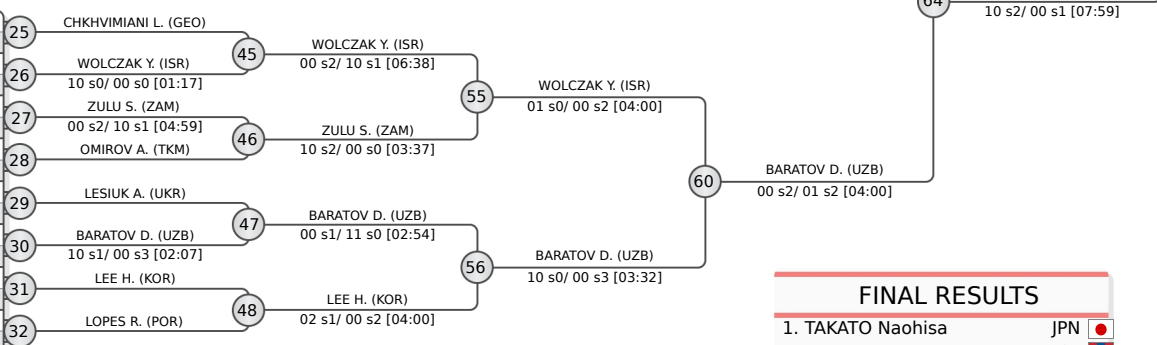 64
10 s2/ 00 s1 [07:59]
25
CHKHVIMIANI L. (GEO)
45
WOLCZAK Y. (ISR)
00 s2/ 10 s1 [06:38]
26
WOLCZAK Y. (ISR)
10 s0/ 00 s0 [01:17]
55
WOLCZAK Y. (ISR)
01 s0/ 00 s2 [04:00]
27
ZULU S. (ZAM)
00 s2/ 10 s1 [04:59]
46
ZULU S. (ZAM)
10 s2/ 00 s0 [03:37]
28
OMIROV A. (TKM)
60
BARATOV D. (UZB)
00 s2/ 01 s2 [04:00]
29
LESIUK A. (UKR)
47
BARATOV D. (UZB)
00 s1/ 11 s0 [02:54]
30
BARATOV D. (UZB)
10 s1/ 00 s3 [02:07]
56
BARATOV D. (UZB)
10 s0/ 00 s3 [03:32]
31
LEE H. (KOR)
48
LEE H. (KOR)
02 s1/ 00 s2 [04:00]
32
LOPES R. (POR)
FINAL RESULTS
1. TAKATO Naohisa JPN